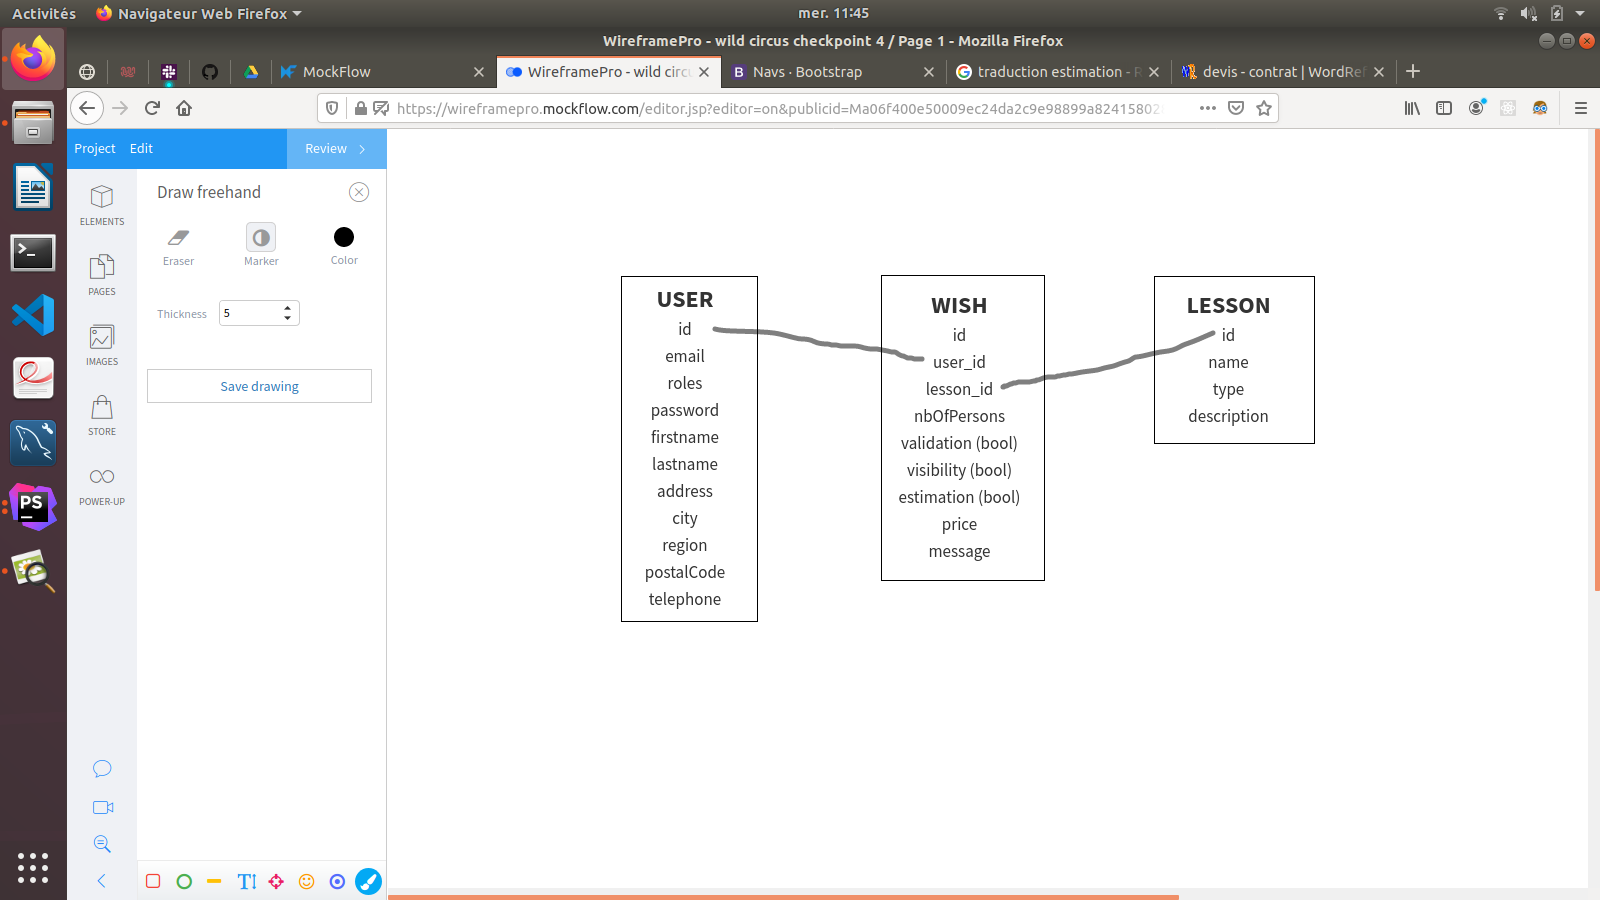 Activités
Navigateur Web Firefox
mer. 11:45
WireframePro - wild circus checkpoint 4 / Page 1 - Mozilla Firefox
MockFlow
WireframePro - wild circ
B Navs · Bootstrap
traduction estimation - R
devis - contrat | WordRef
https://wireframepro.mockflow.com/editor.jsp?editor=on&publicid=Ma06f400e50009ec24da2c9e98899a82415802
Project
Edit
Review
Draw freehand
ELEMENTS
Eraser
Marker
Color
PAGES
Thickness
5
IMAGES
Save drawing
STORE
POWER-UP
PS
USER
id
email
roles
password
firstname
lastname
address
city
region
postalCode
telephone
WISH
id
user_id
lesson_id
nbOfPersons
validation (bool)
visibility (bool)
estimation (bool)
price
message
LESSON
id
name
type
description